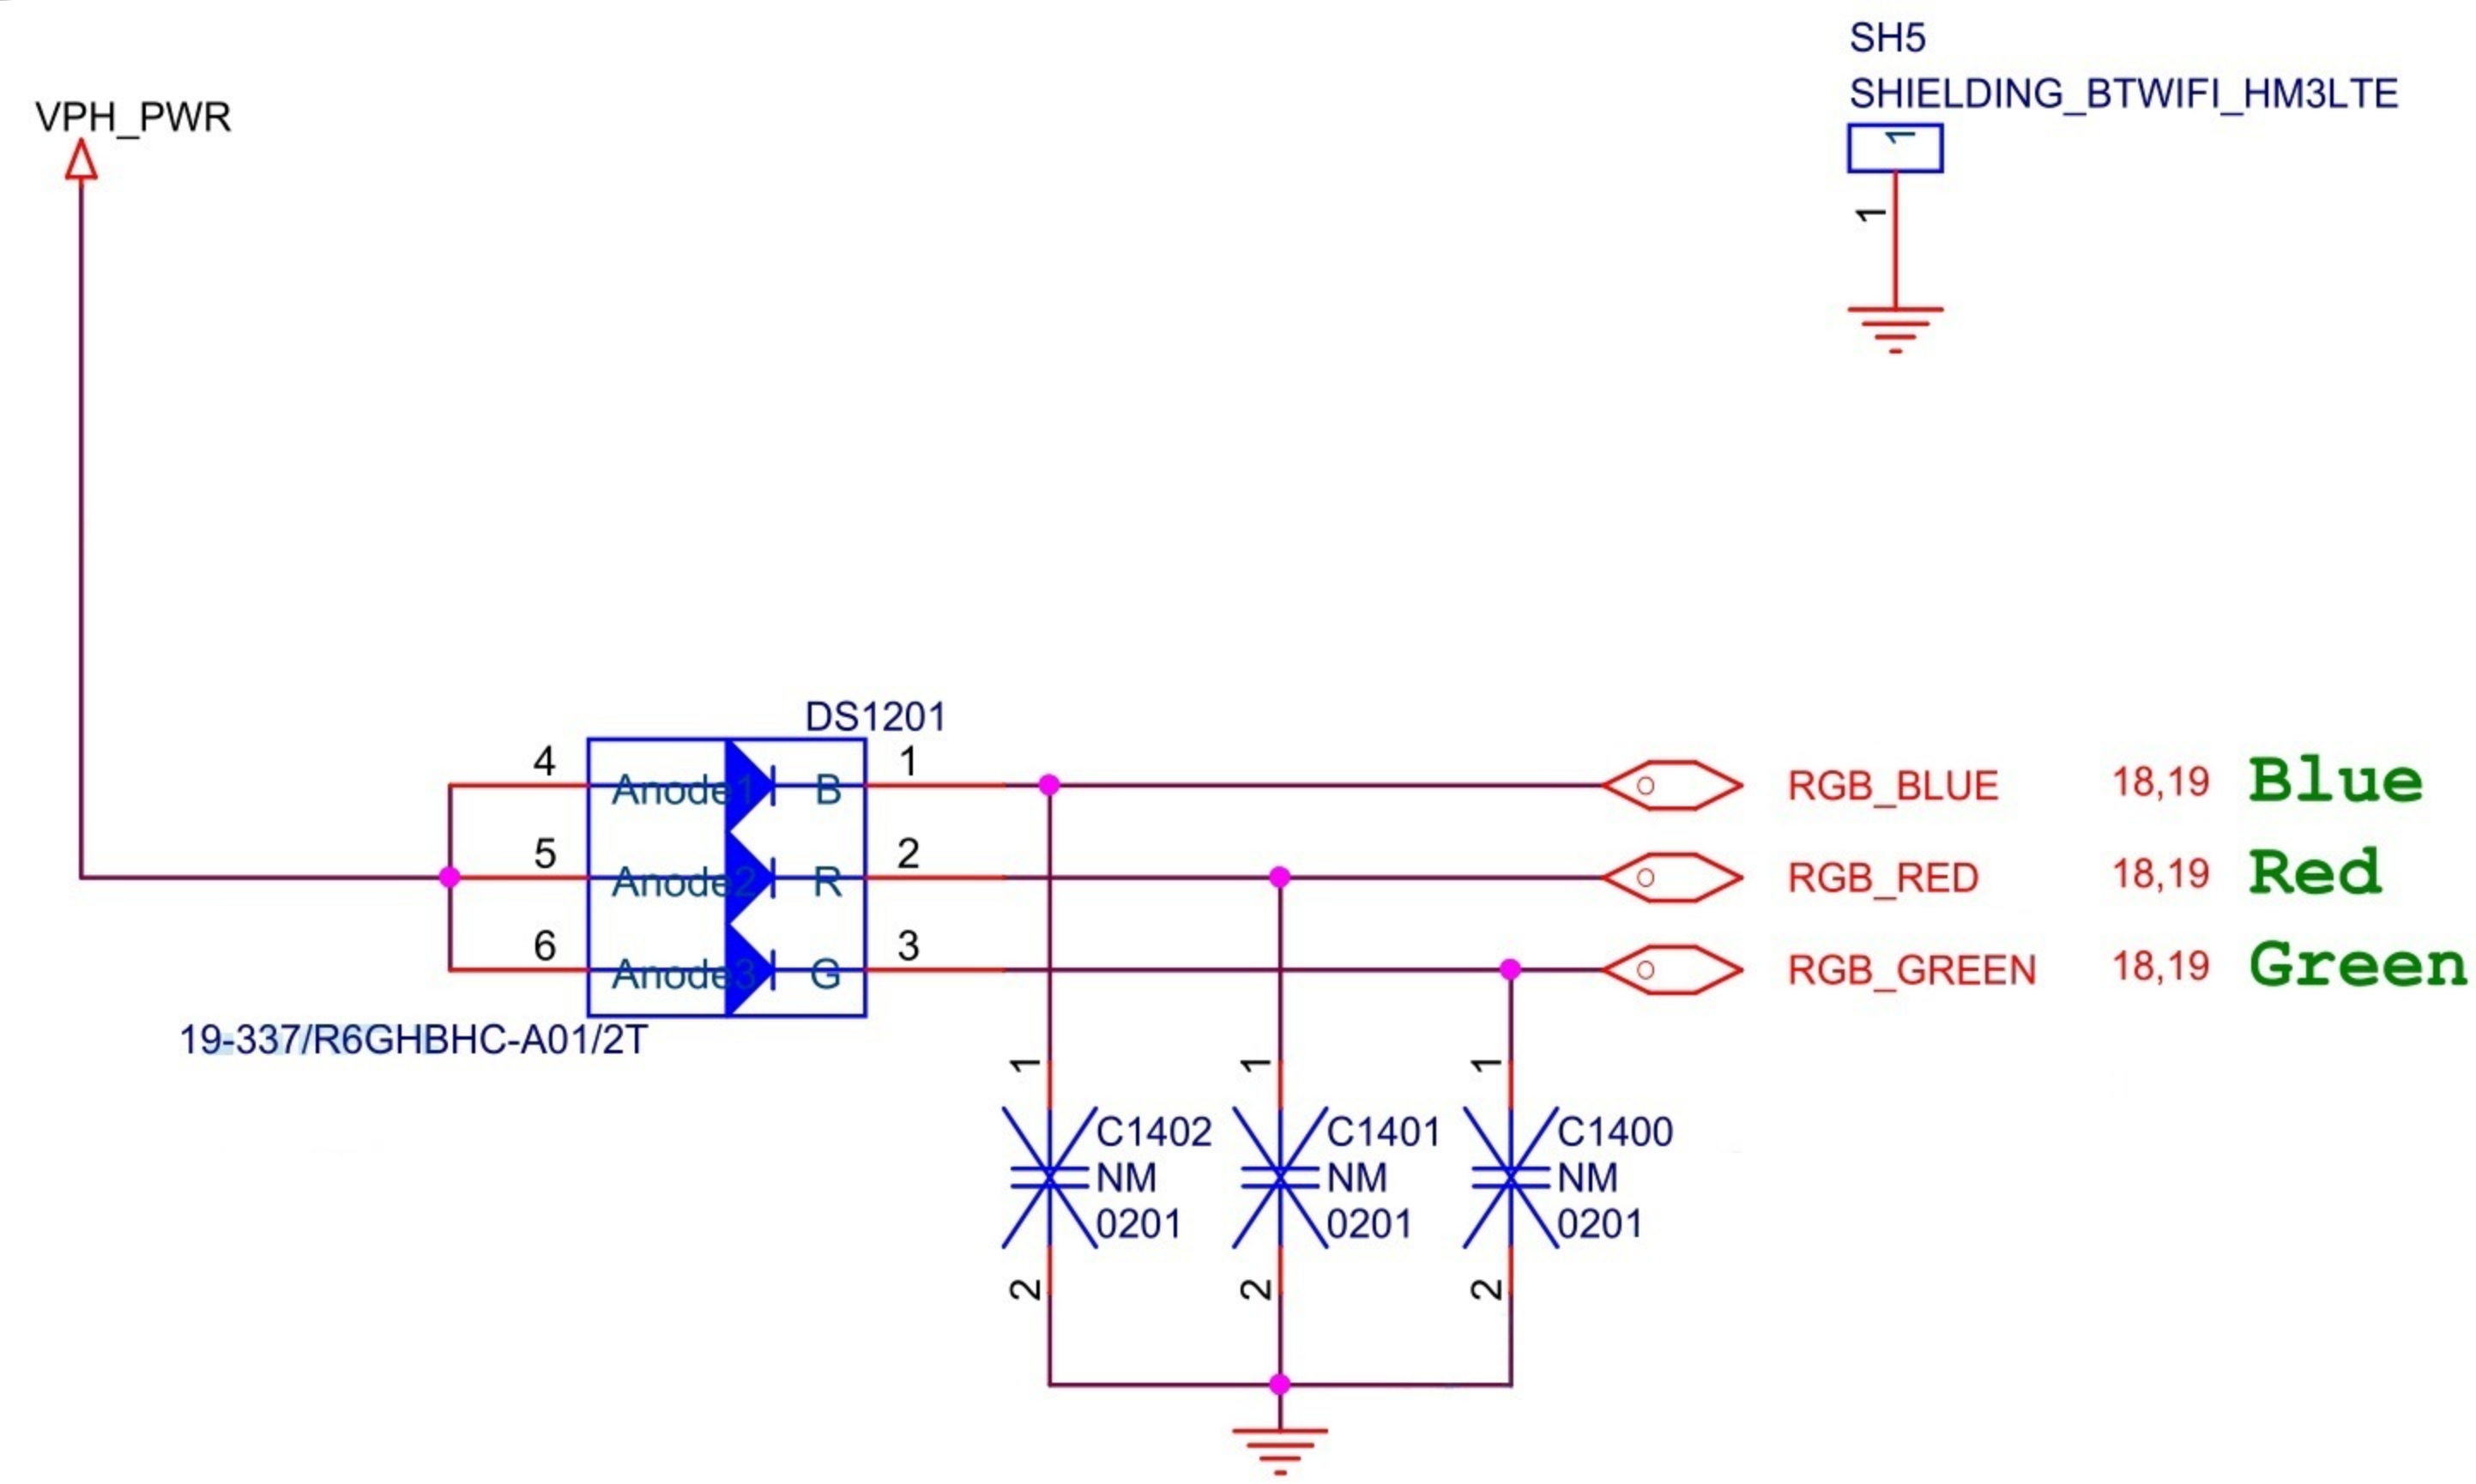 SH5
SHIELDING_BTWIFI_HM3LTE
1
1
VPH_PWR
DS1201
4 Anode1 B 1 RGB_BLUE 18,19 Blue
5 Anode2 R 2 RGB_RED 18,19 Red
6 Anode3 G 3 RGB_GREEN 18,19 Green
19-337/R6GHBHC-A01/2T
1 1 1
C1402 C1401 C1400
NM NM NM
0201 0201 0201
2 2 2